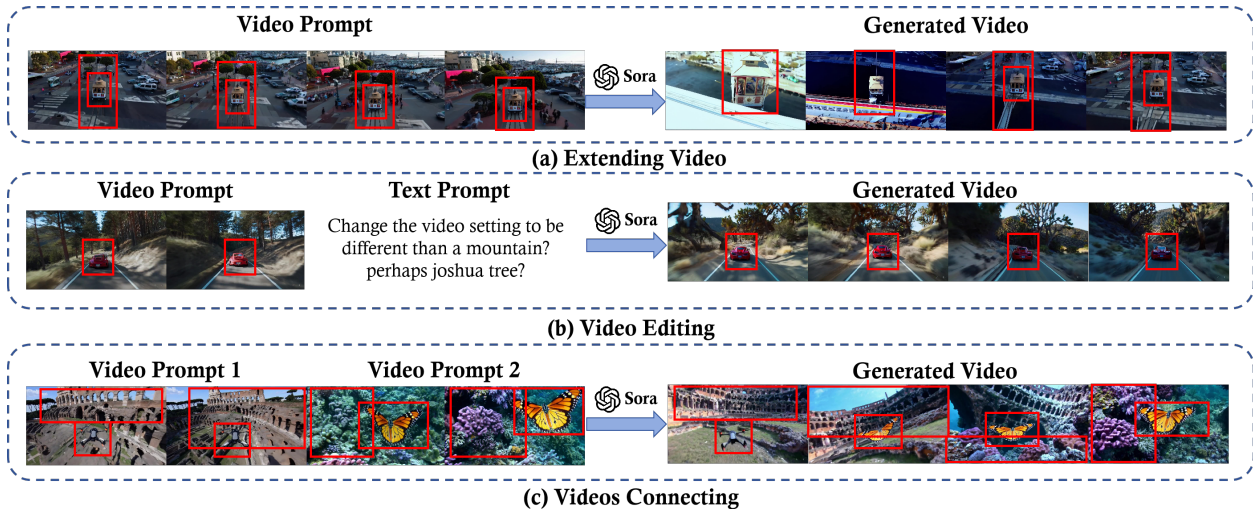 Video Prompt
Generated Video
Sora
(a) Extending Video
Video Prompt
Text Prompt
Generated Video
Change the video setting to be
different than a mountain?
perhaps joshua tree?
Sora
(b) Video Editing
Video Prompt 1
Video Prompt 2
Generated Video
Sora
(c) Videos Connecting